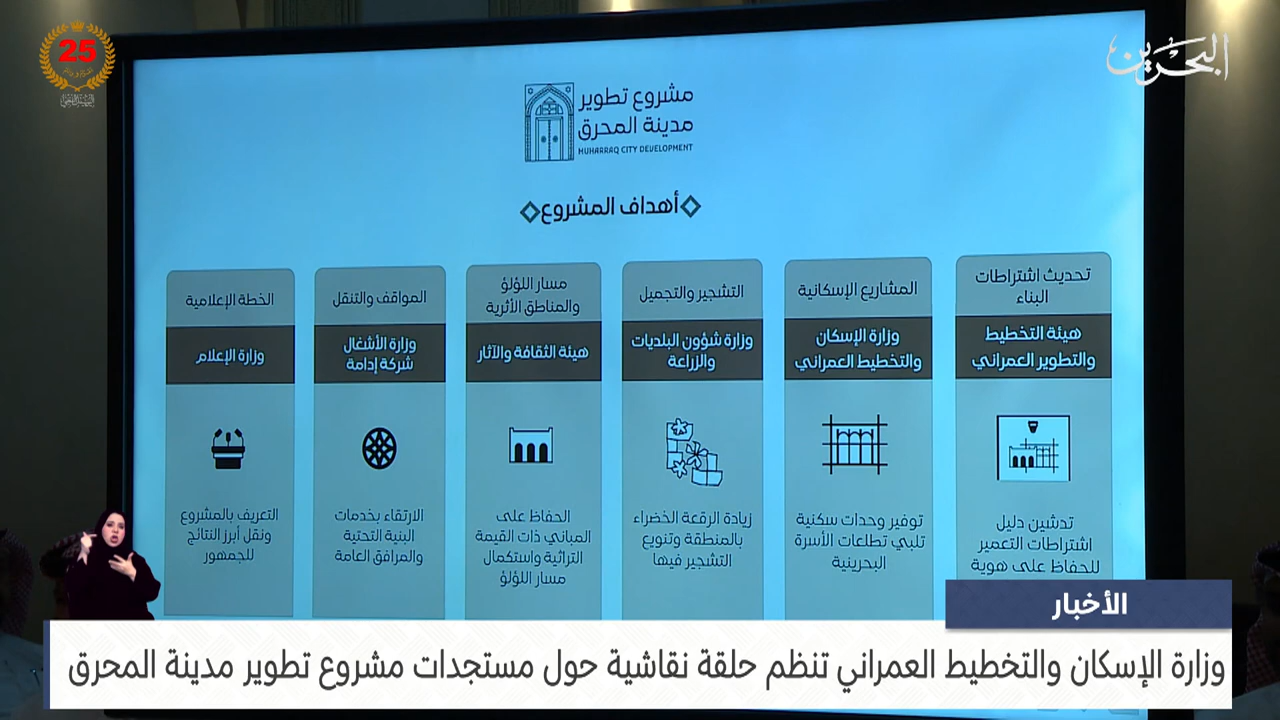 25
البحرين
مشروع تطوير
مدينة المحرق
MUHARRAQ CITY DEVELOPMENT
أهداف المشروع
تحديث اشتراطات
البناء
هيئة التخطيط
والتطوير العمراني
تدشين دليل
اشتراطات التعمير
للحفاظ على هوية
المشاريع الإسكانية
وزارة الإسكان
والتخطيط العمراني
توفير وحدات سكنية
تلبي تطلعات الأسرة
البحرينية
التشجير والتجميل
وزارة شؤون البلديات
والزراعة
زيادة الرقعة الخضراء
بالمنطقة وتنويع
التشجير فيها
مسار اللؤلؤ
والمناطق الأثرية
هيئة الثقافة والآثار
الحفاظ على
المباني ذات القيمة
التراثية واستكمال
مسار اللؤلؤ
المواقف والتنقل
وزارة الأشغال
شركة إدامة
الارتقاء بخدمات
البنية التحتية
والمرافق العامة
الخطة الإعلامية
وزارة الإعلام
التعريف بالمشروع
ونقل أبرز النتائج
للجمهور
الأخبار
وزارة الإسكان والتخطيط العمراني تنظم حلقة نقاشية حول مستجدات مشروع تطوير مدينة المحرق